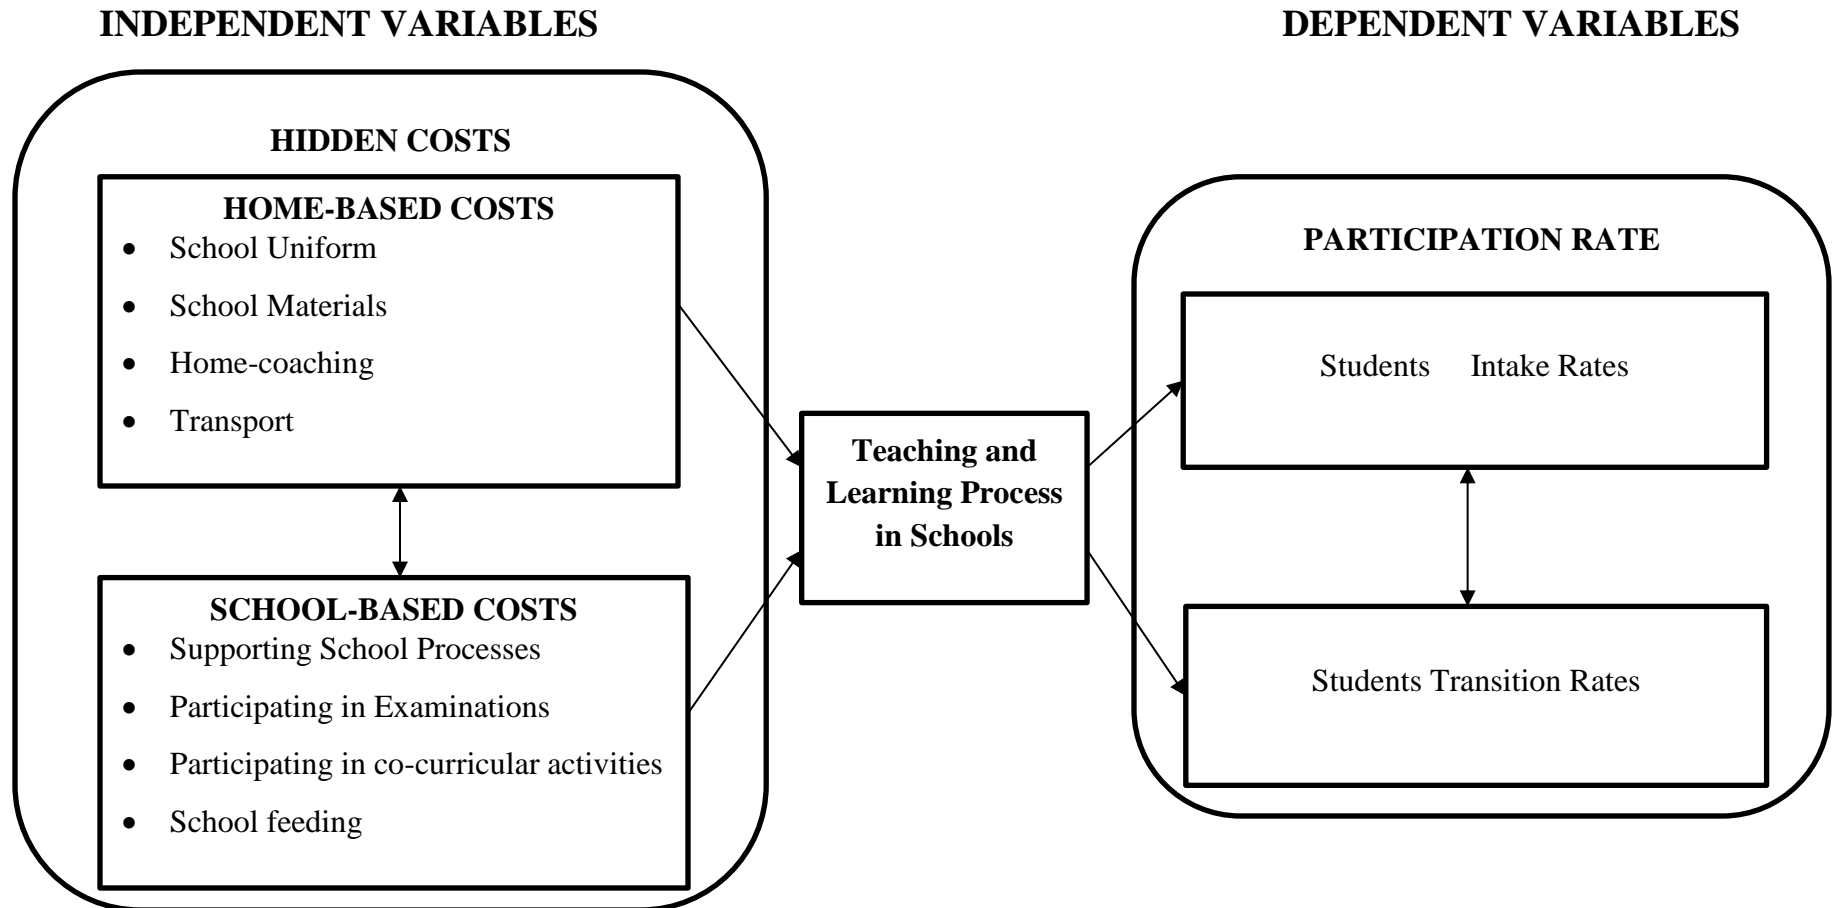 INDEPENDENT VARIABLES
DEPENDENT VARIABLES
HIDDEN COSTS
HOME-BASED COSTS
• School Uniform
• School Materials
• Home-coaching
• Transport
SCHOOL-BASED COSTS
• Supporting School Processes
• Participating in Examinations
• Participating in co-curricular activities
• School feeding
Teaching and
Learning Process
in Schools
PARTICIPATION RATE
Students Intake Rates
Students Transition Rates